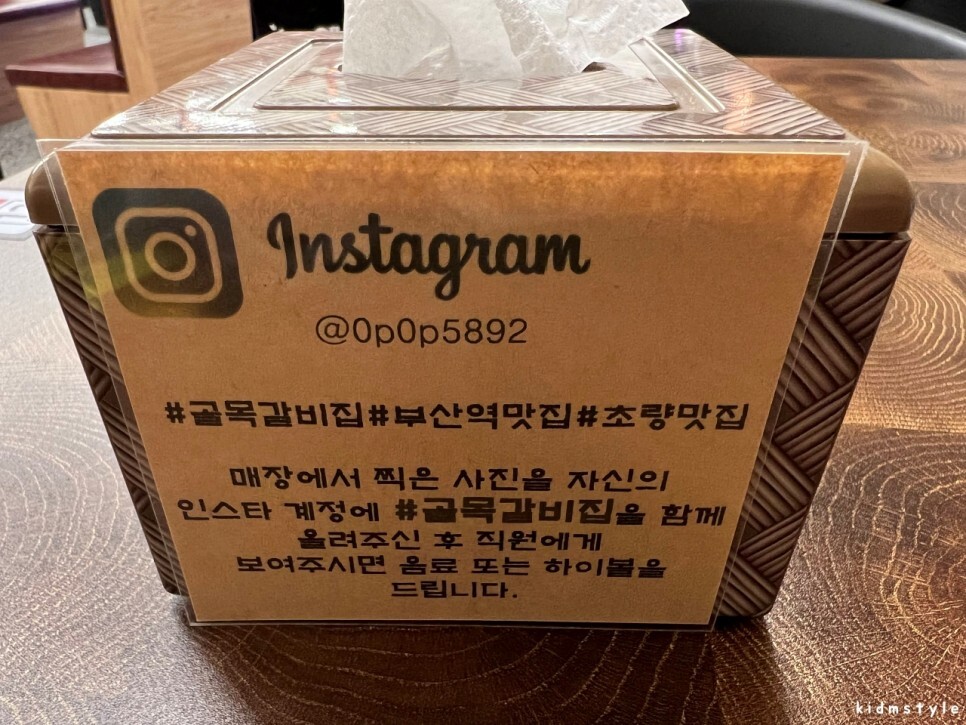 Instagram
@0p0p5892
#골목갈비집#부산역맛집#초량맛집
매장에서 찍은 사진을 자신의
인스타 계정에 #골목갈비집을 함께
올려주신 후 직원에게
보여주시면 음료 또는 하이볼을
드립니다.
kidmstyle